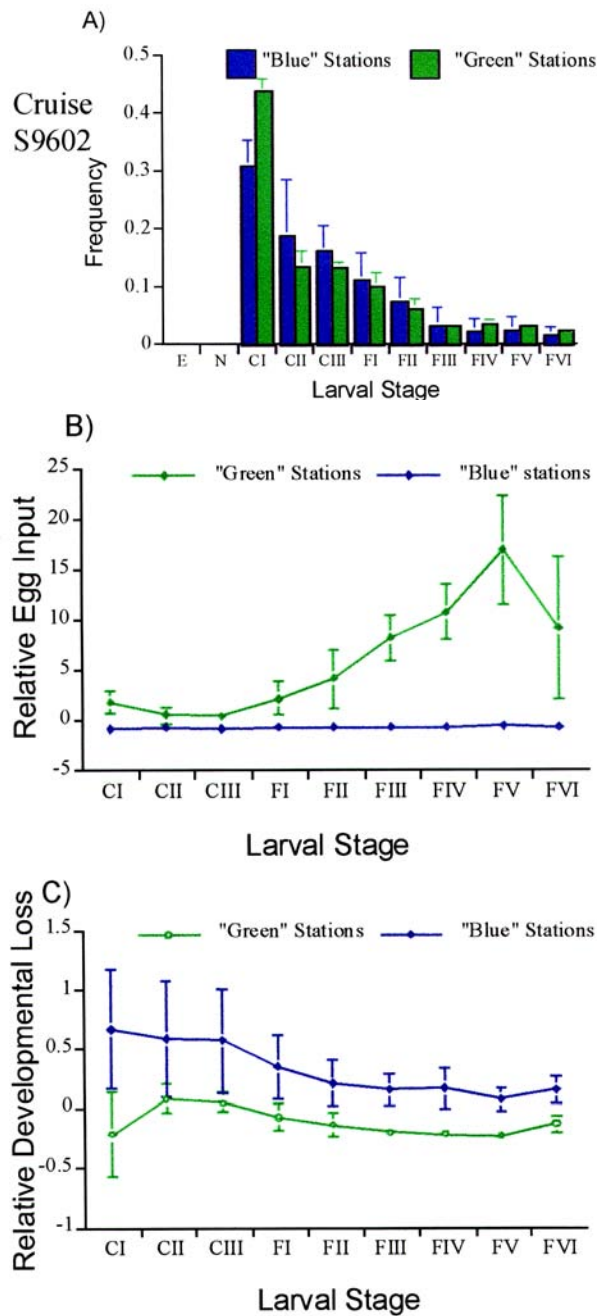 A)
"Blue" Stations "Green" Stations
Cruise
S9602
Frequency
0.5
0.4
0.3
0.2
0.1
0
E N CI CII CIII FI FII FIII FIV FV FVI
Larval Stage
B)
"Green" Stations "Blue" stations
Relative Egg Input
25
20
15
10
5
0
-5
CI CII CIII FI FII FIII FIV FV FVI
Larval Stage
C)
"Green" Stations "Blue" Stations
Relative Developmental Loss
1.5
1
0.5
0
-0.5
-1
CI CII CIII FI FII FIII FIV FV FVI
Larval Stage